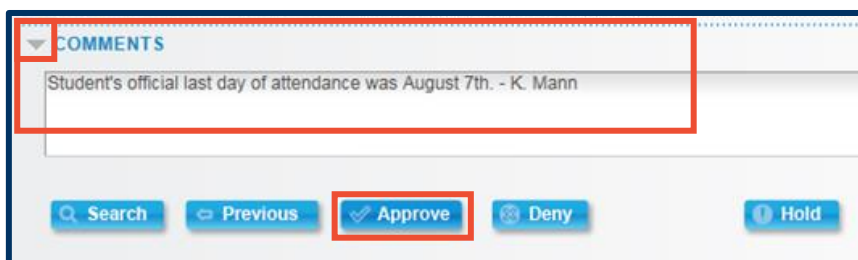 COMMENTS
Student's official last day of attendance was August 7th. - K. Mann
Search Previous Approve Deny Hold